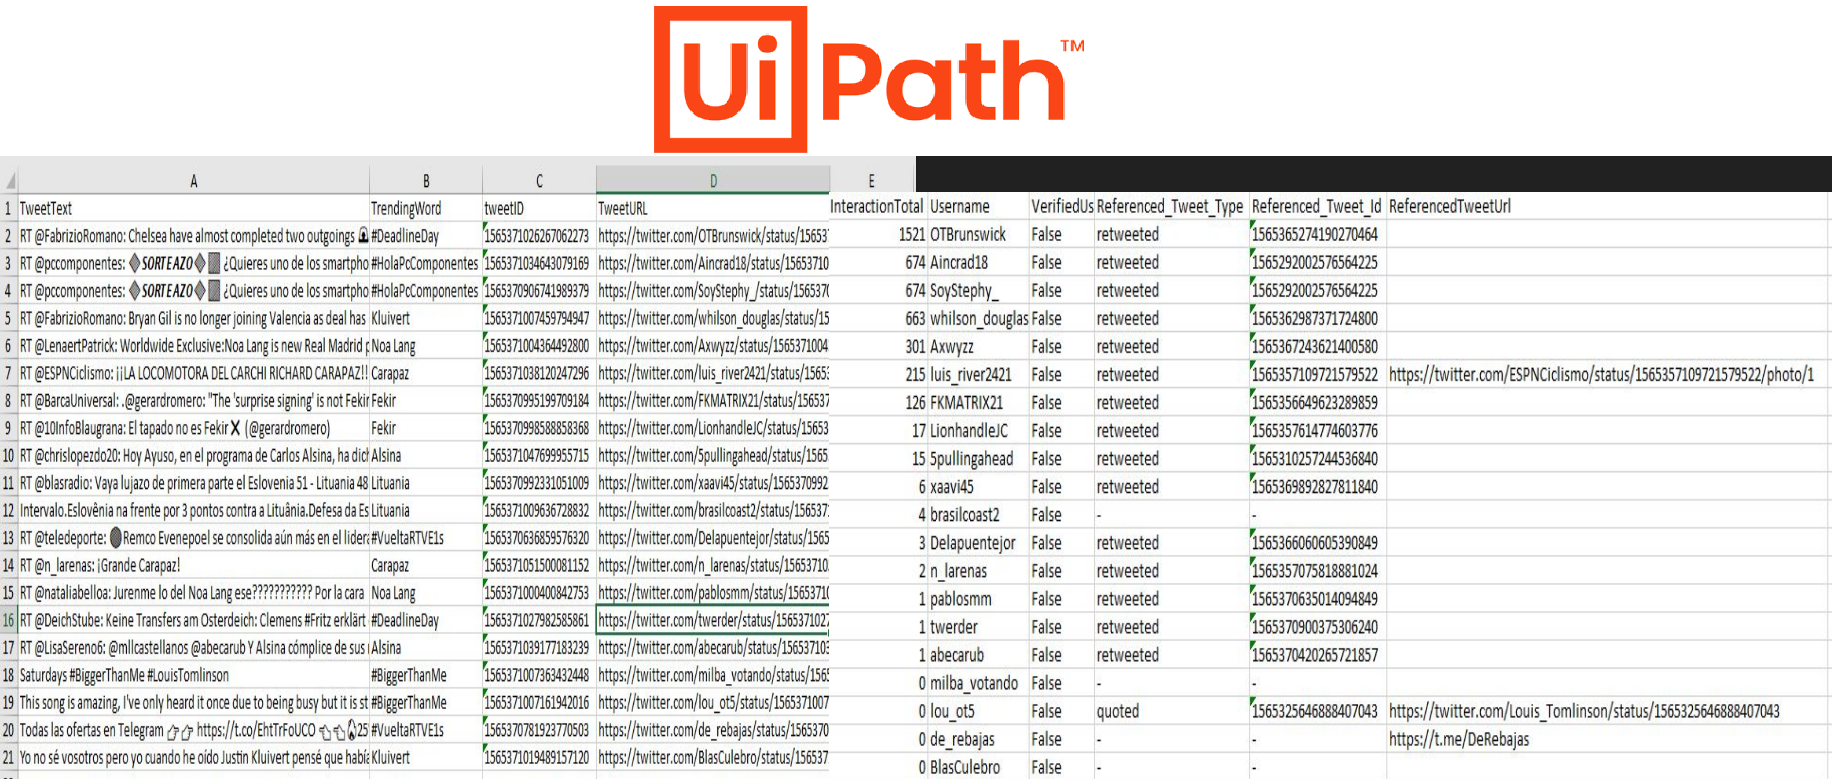 UiPath™
A B C D E
1 TweetText TrendingWord tweetID TweetURL InteractionTotal Username VerifiedUs Referenced_Tweet_Type Referenced_Tweet_Id ReferencedTweetUrl
2 RT @FabrizioRomano: Chelsea have almost completed two outgoings #DeadlineDay 1565371026267062273 https://twitter.com/OTBrunswick/status/15653 1521 OTBrunswick False retweeted 1565365274190270464
3 RT @pccomponentes: SORTEAZO ¿Quieres uno de los smartpho #HolaPcComponentes 1565371034643079169 https://twitter.com/Aincrad18/status/1565371 674 Aincrad18 False retweeted 1565292002576564225
4 RT @pccomponentes: SORTEAZO ¿Quieres uno de los smartpho #HolaPcComponentes 1565370906741989379 https://twitter.com/SoyStephy_/status/156537 674 SoyStephy_ False retweeted 1565292002576564225
5 RT @FabrizioRomano: Bryan Gil is no longer joining Valencia as deal has Kluivert 1565371007459794947 https://twitter.com/whilson_douglas/status/15 663 whilson_douglas False retweeted 1565362987371724800
6 RT @LenaertPatrick: Worldwide Exclusive:Noa Lang is new Real Madrid p Noa Lang 1565371004364492800 https://twitter.com/Axwyzz/status/1565371004 301 Axwyzz False retweeted 1565367243621400580
7 RT @ESPNCiclismo: ¡¡LA LOCOMOTORA DEL CARCHI RICHARD CARAPAZ!! Carapaz 1565371038120247296 https://twitter.com/luis_river2421/status/1565 215 luis_river2421 False retweeted 1565357109721579522 https://twitter.com/ESPNCiclismo/status/1565357109721579522/photo/1
8 RT @BarcaUniversal: .@gerardromero: "The 'surprise signing' is not Fekir Fekir 1565370995199709184 https://twitter.com/FKMATRIX21/status/156537 126 FKMATRIX21 False retweeted 1565356649623289859
9 RT @10InfoBlaugrana: El tapado no es Fekir ❌ (@gerardromero) Fekir 1565370998588858368 https://twitter.com/LionhandleJC/status/15653 17 LionhandleJC False retweeted 1565357614774603776
10 RT @chrislopezdo20: Hoy Ayuso, en el programa de Carlos Alsina, ha dich Alsina 1565371047699955715 https://twitter.com/5pullingahead/status/1565 15 5pullingahead False retweeted 1565310257244536840
11 RT @blasradio: Vaya lujazo de primera parte el Eslovenia 51 - Lituania 48 Lituania 1565370992331051009 https://twitter.com/xaavi45/status/1565370992 6 xaavi45 False retweeted 1565369892827811840
12 Intervalo.Eslovênia na frente por 3 pontos contra a Lituânia.Defesa da Es Lituania 1565371009636728832 https://twitter.com/brasilcoast2/status/156537 4 brasilcoast2 False - -
13 RT @teledeporte: Remco Evenepoel se consolida aún más en el lidera #VueltaRTVE1s 1565370636859576320 https://twitter.com/Delapuentejor/status/1565 3 Delapuentejor False retweeted 1565366060605390849
14 RT @n_larenas: ¡Grande Carapaz! Carapaz 1565371051500081152 https://twitter.com/n_larenas/status/1565371 2 n_larenas False retweeted 1565357075818881024
15 RT @nataliabelloa: Jurenme lo del Noa Lang ese??????????? Por la cara Noa Lang 1565371000400842753 https://twitter.com/pablosmm/status/156537 1 pablosmm False retweeted 1565370635014094849
16 RT @DeichStube: Keine Transfers am Osterdeich: Clemens #Fritz erklärt #DeadlineDay 1565371027982585861 https://twitter.com/twerder/status/1565371027 1 twerder False retweeted 1565370900375306240
17 RT @LisaSereno6: @mllcastellanos @abecarub Y Alsina cómplice de sus Alsina 1565371039177183239 https://twitter.com/abecarub/status/15653710 1 abecarub False retweeted 1565370420265721857
18 Saturdays #BiggerThanMe #LouisTomlinson #BiggerThanMe 1565371007363432448 https://twitter.com/milba_votando/status/156 0 milba_votando False - -
19 This song is amazing, I've only heard it once due to being busy but it is st #BiggerThanMe 1565371007161942016 https://twitter.com/lou_ot5/status/1565371007 0 lou_ot5 False quoted 1565325646888407043 https://twitter.com/Louis_Tomlinson/status/1565325646888407043
20 Todas las ofertas en Telegram 👉👉 https://t.co/EhtTrFoUCO 👈👈 25 #VueltaRTVE1s 1565370781923770503 https://twitter.com/de_rebajas/status/1565370 0 de_rebajas False - - https://t.me/DeRebajas
21 Yo no sé vosotros pero yo cuando he oído Justin Kluivert pensé que habí Kluivert 1565371019489157120 https://twitter.com/BlasCulebro/status/156537 0 BlasCulebro False - -